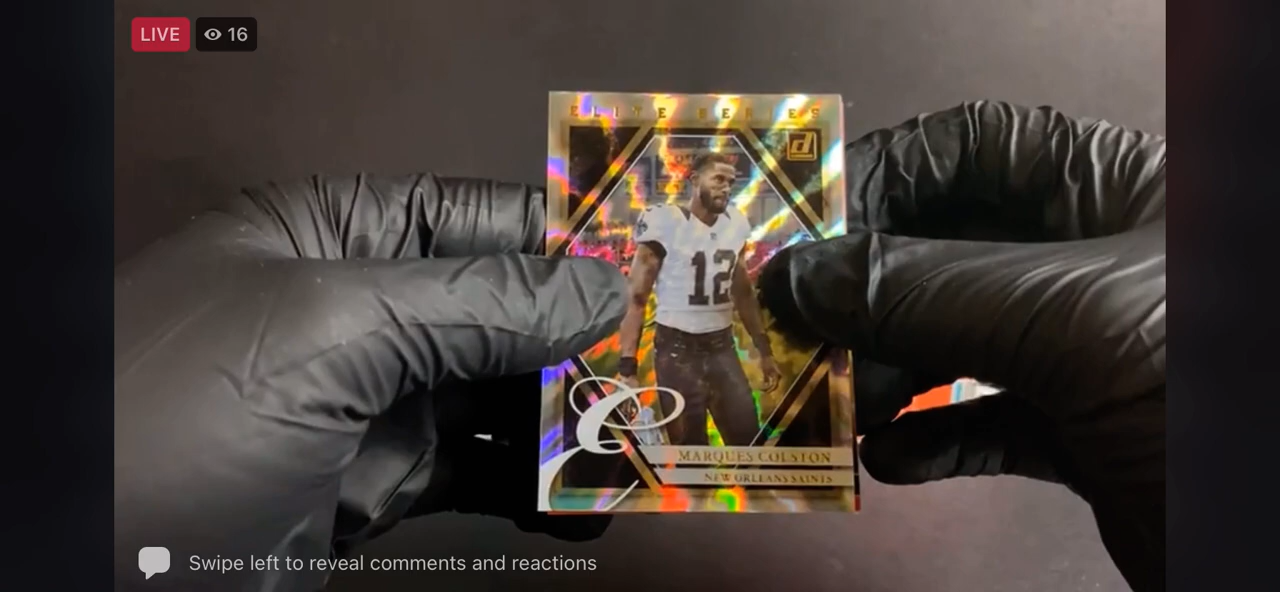 LIVE 16
ELITE SERIES
d
12
E
MARQUES COLSTON
NEW ORLEANS SAINTS
Swipe left to reveal comments and reactions